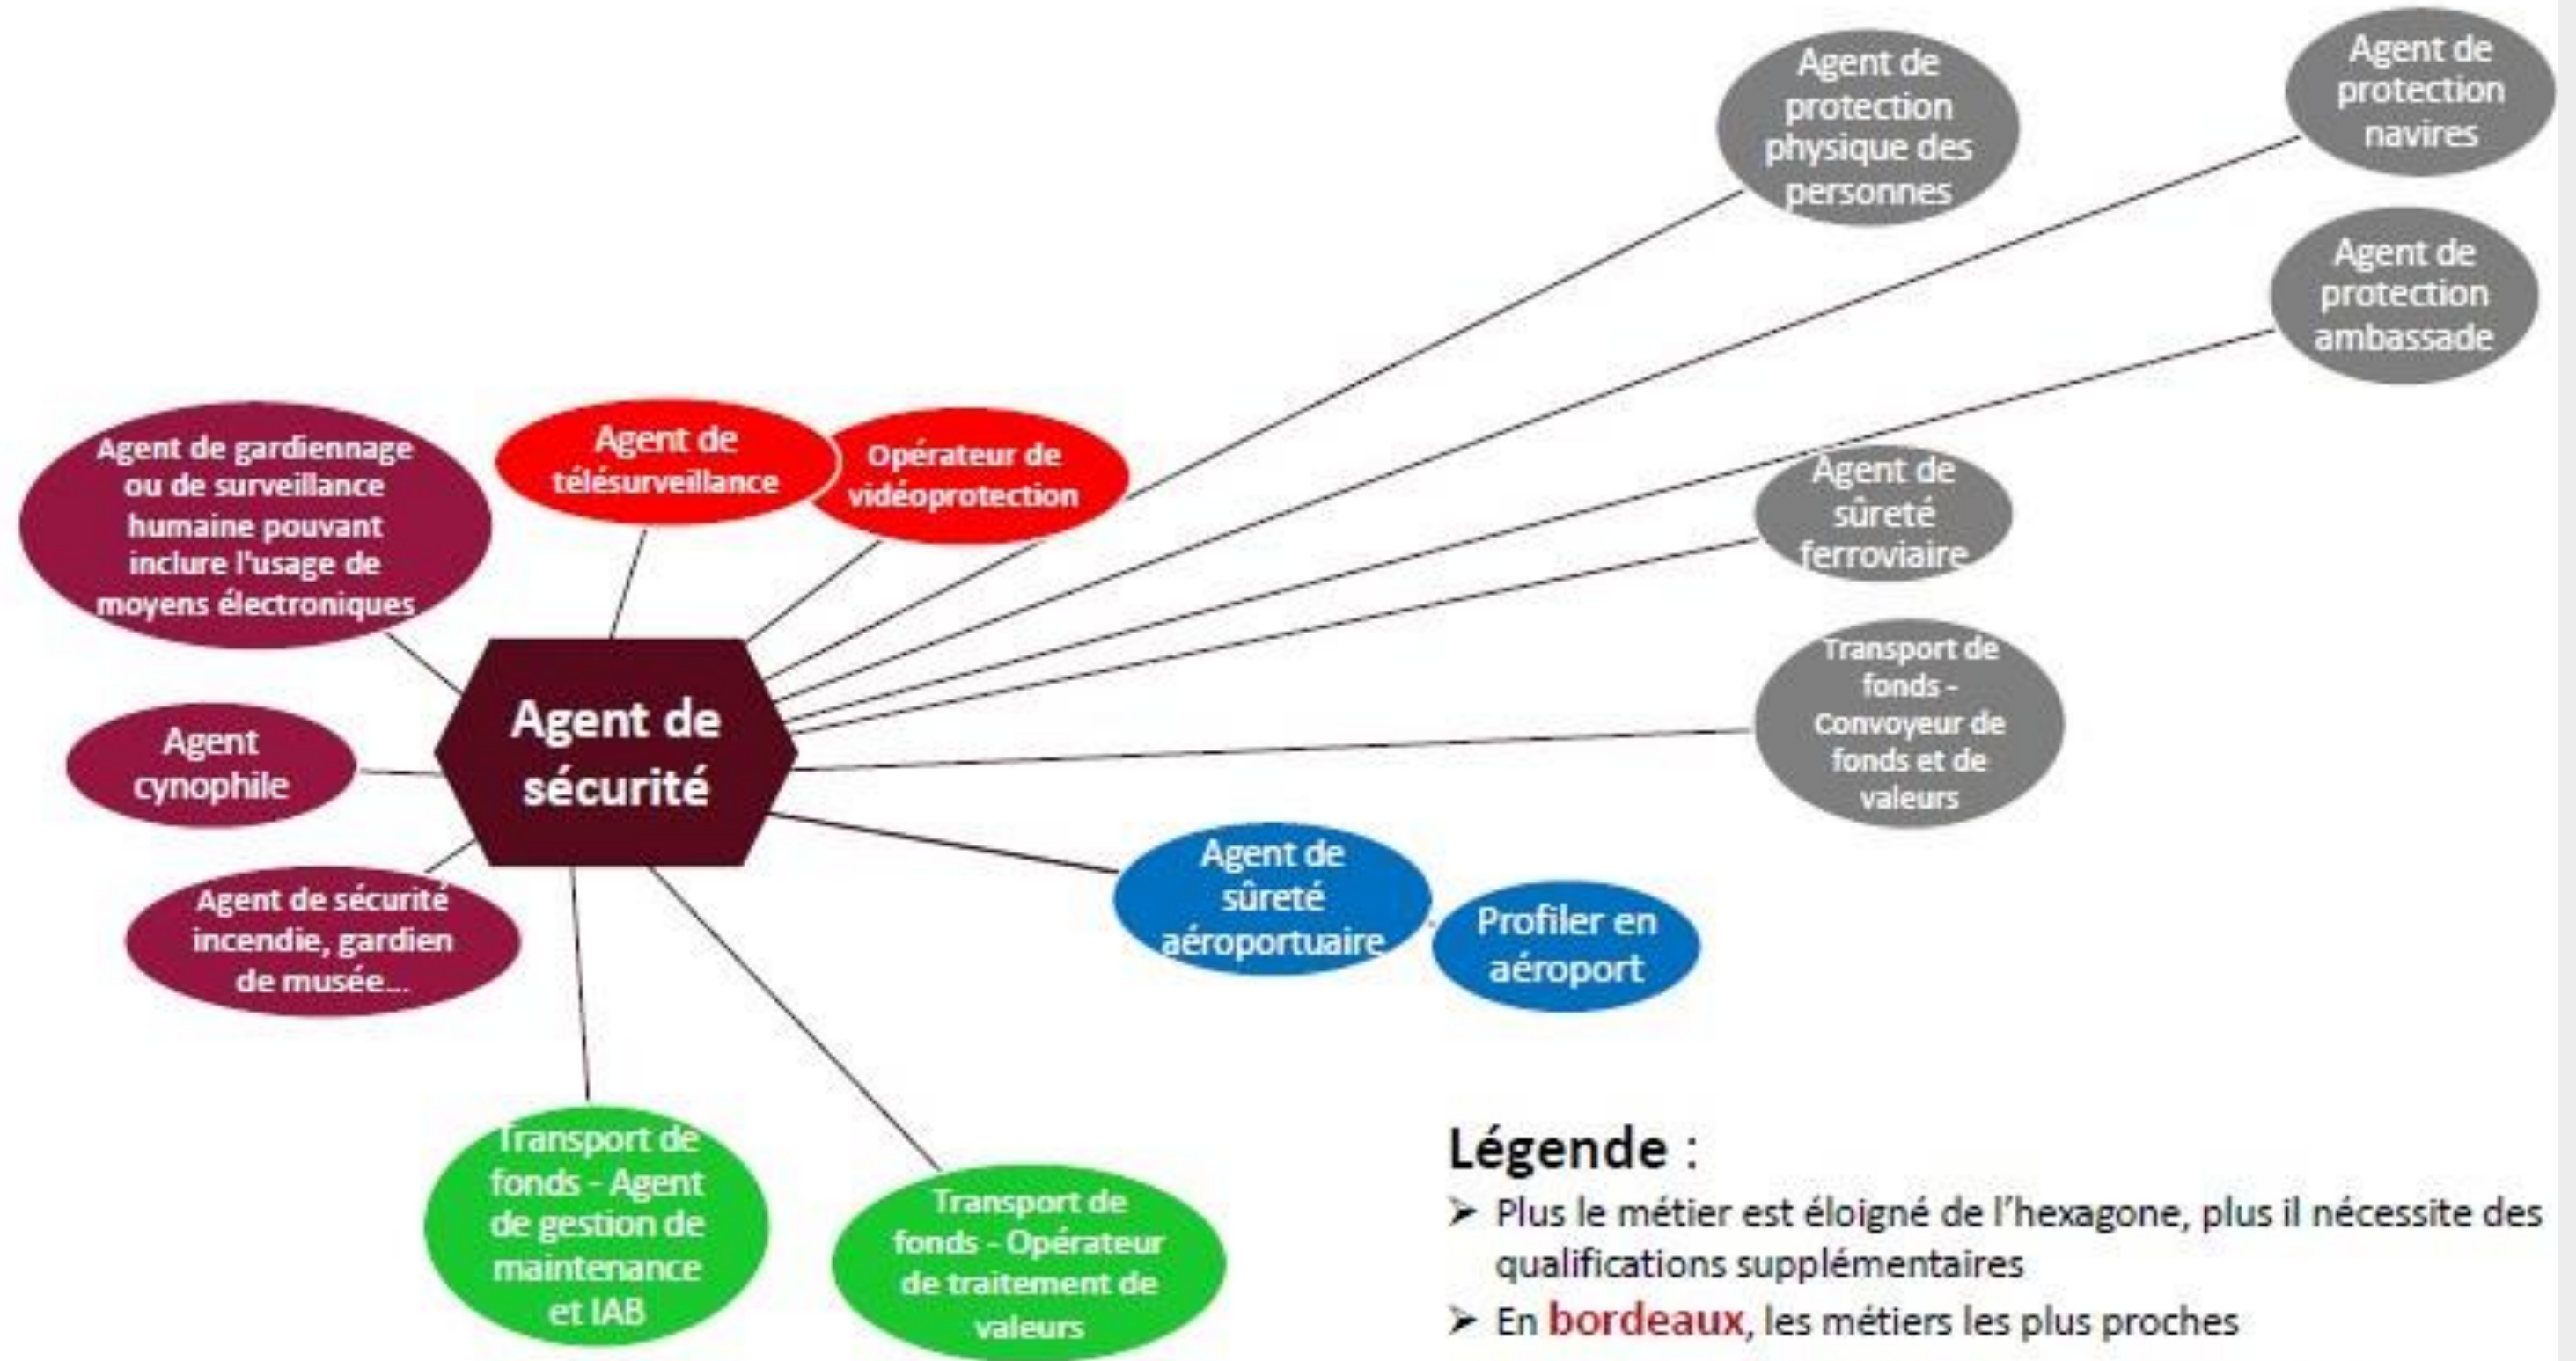 Agent de
protection
physique des
personnes
Agent de
protection
navires
Agent de
protection
ambassade
Agent de gardiennage
ou de surveillance
humaine pouvant
inclure l'usage de
moyens électroniques
Agent de
télésurveillance
Opérateur de
vidéoprotection
Agent de
sûreté
ferroviaire
Agent de
sécurité
Agent
cynophile
Transport de
fonds -
Convoyeur de
fonds et de
valeurs
Agent de sécurité
incendie, gardien
de musée...
Agent de
sûreté
aéroportuaire
Profiler en
aéroport
Transport de
fonds - Agent
de gestion de
maintenance
et IAB
Transport de
fonds - Opérateur
de traitement de
valeurs
Légende :
➢ Plus le métier est éloigné de l’hexagone, plus il nécessite des
qualifications supplémentaires
➢ En bordeaux, les métiers les plus proches